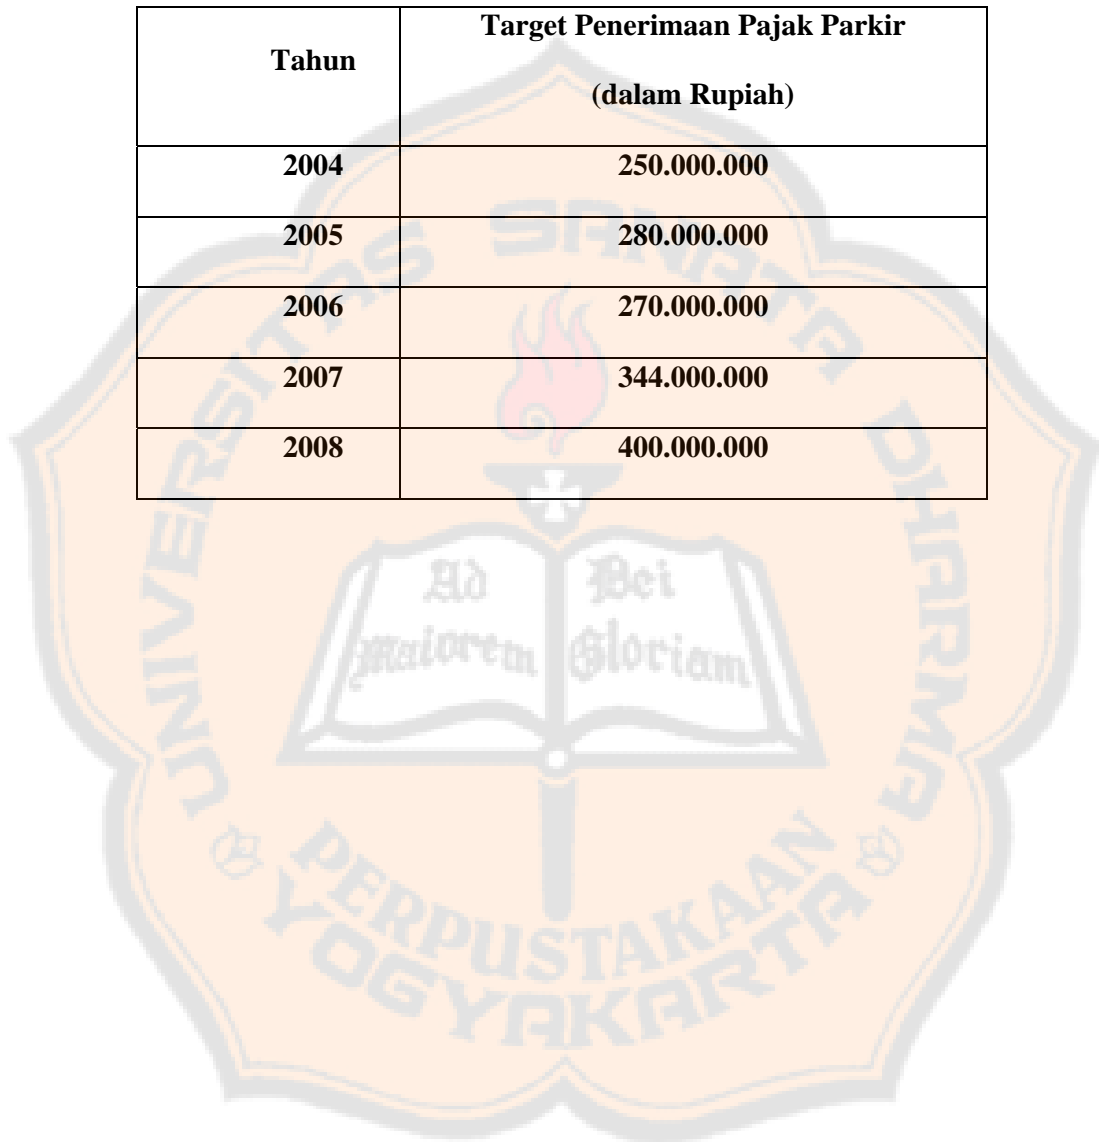 Target Penerimaan Pajak Parkir
Tahun
(dalam Rupiah)
2004 250.000.000
2005 280.000.000
2006 270.000.000
2007 344.000.000
2008 400.000.000
UNIVERSITAS SANATA DHARMA
Ad Dei
Maiorem Gloriam
PERPUSTAKAAN
YOGYAKARTA